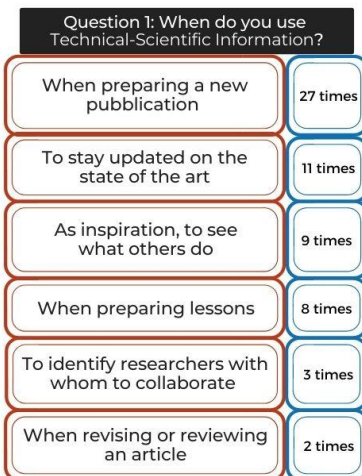 Question 1: When do you use
Technical-Scientific Information?
When preparing a new
pubblication
27 times
To stay updated on the
state of the art
11 times
As inspiration, to see
what others do
9 times
When preparing lessons
8 times
To identify researchers with
whom to collaborate
3 times
When revising or reviewing
an article
2 times